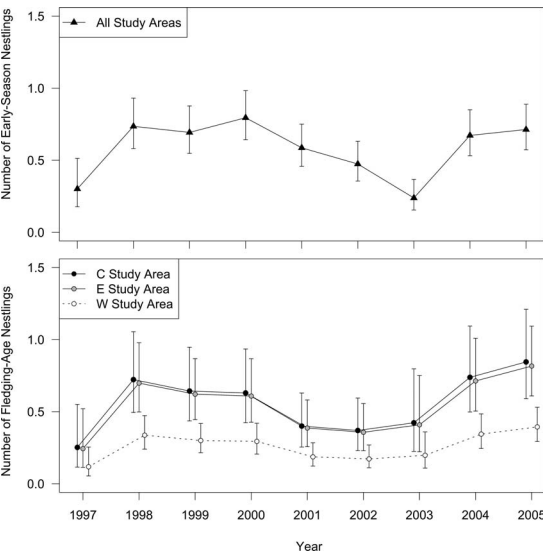 Number of Early-Season Nestlings
1.5
1.0
0.5
0.0
All Study Areas
Number of Fledging-Age Nestlings
1.5
1.0
0.5
0.0
C Study Area
E Study Area
W Study Area
1997 1998 1999 2000 2001 2002 2003 2004 2005
Year